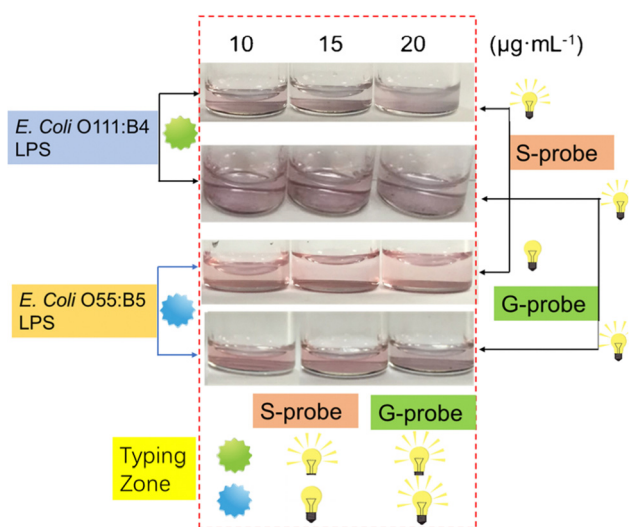 10 15 20 (µg·mL⁻¹)
E. Coli O111:B4
LPS
S-probe
E. Coli O55:B5
LPS
G-probe
S-probe G-probe
Typing
Zone